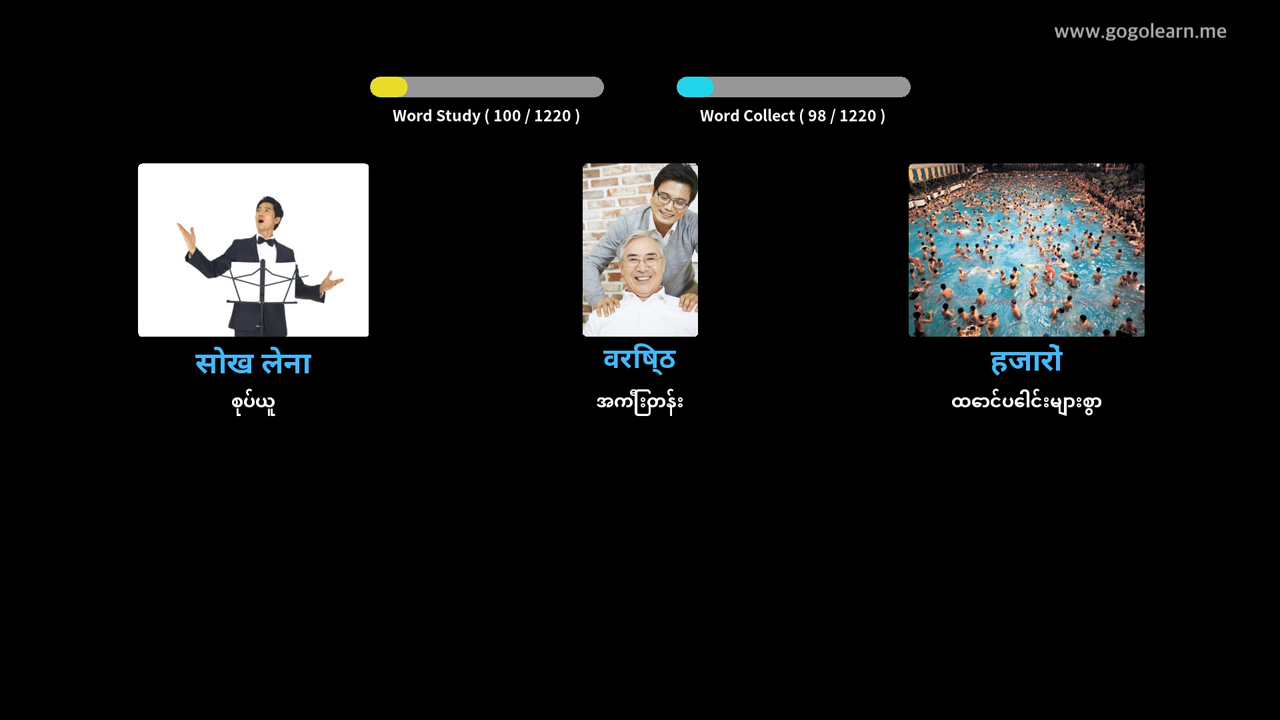 www.gogolearn.me
Word Study ( 100 / 1220 )
Word Collect ( 98 / 1220 )
सोख लेना
वरिष्ठ
हजारों
စုပ်ယူ
အကြီးတန်း
ထောင်ပေါင်းများစွာ